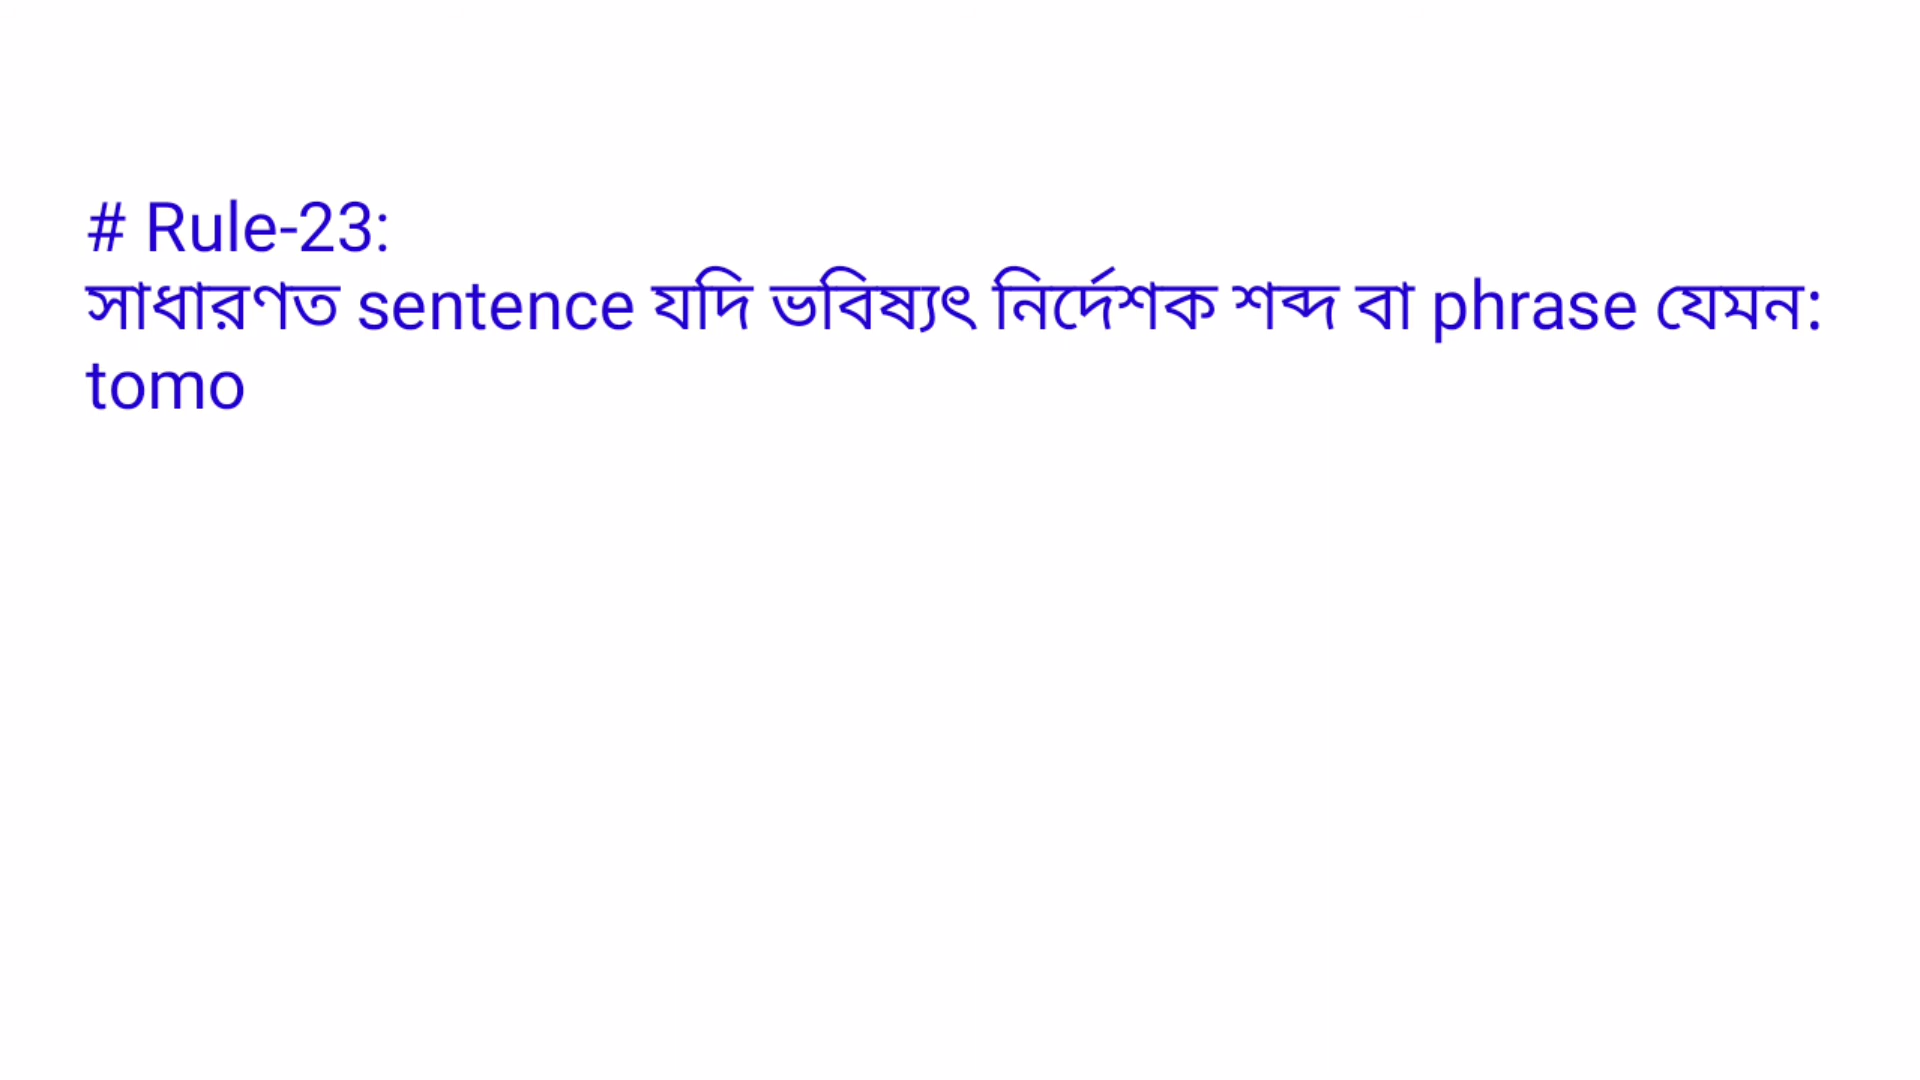 # Rule-23:
সাধারণত sentence যদি ভবিষ্যৎ নির্দেশক শব্দ বা phrase যেমন:
tomo